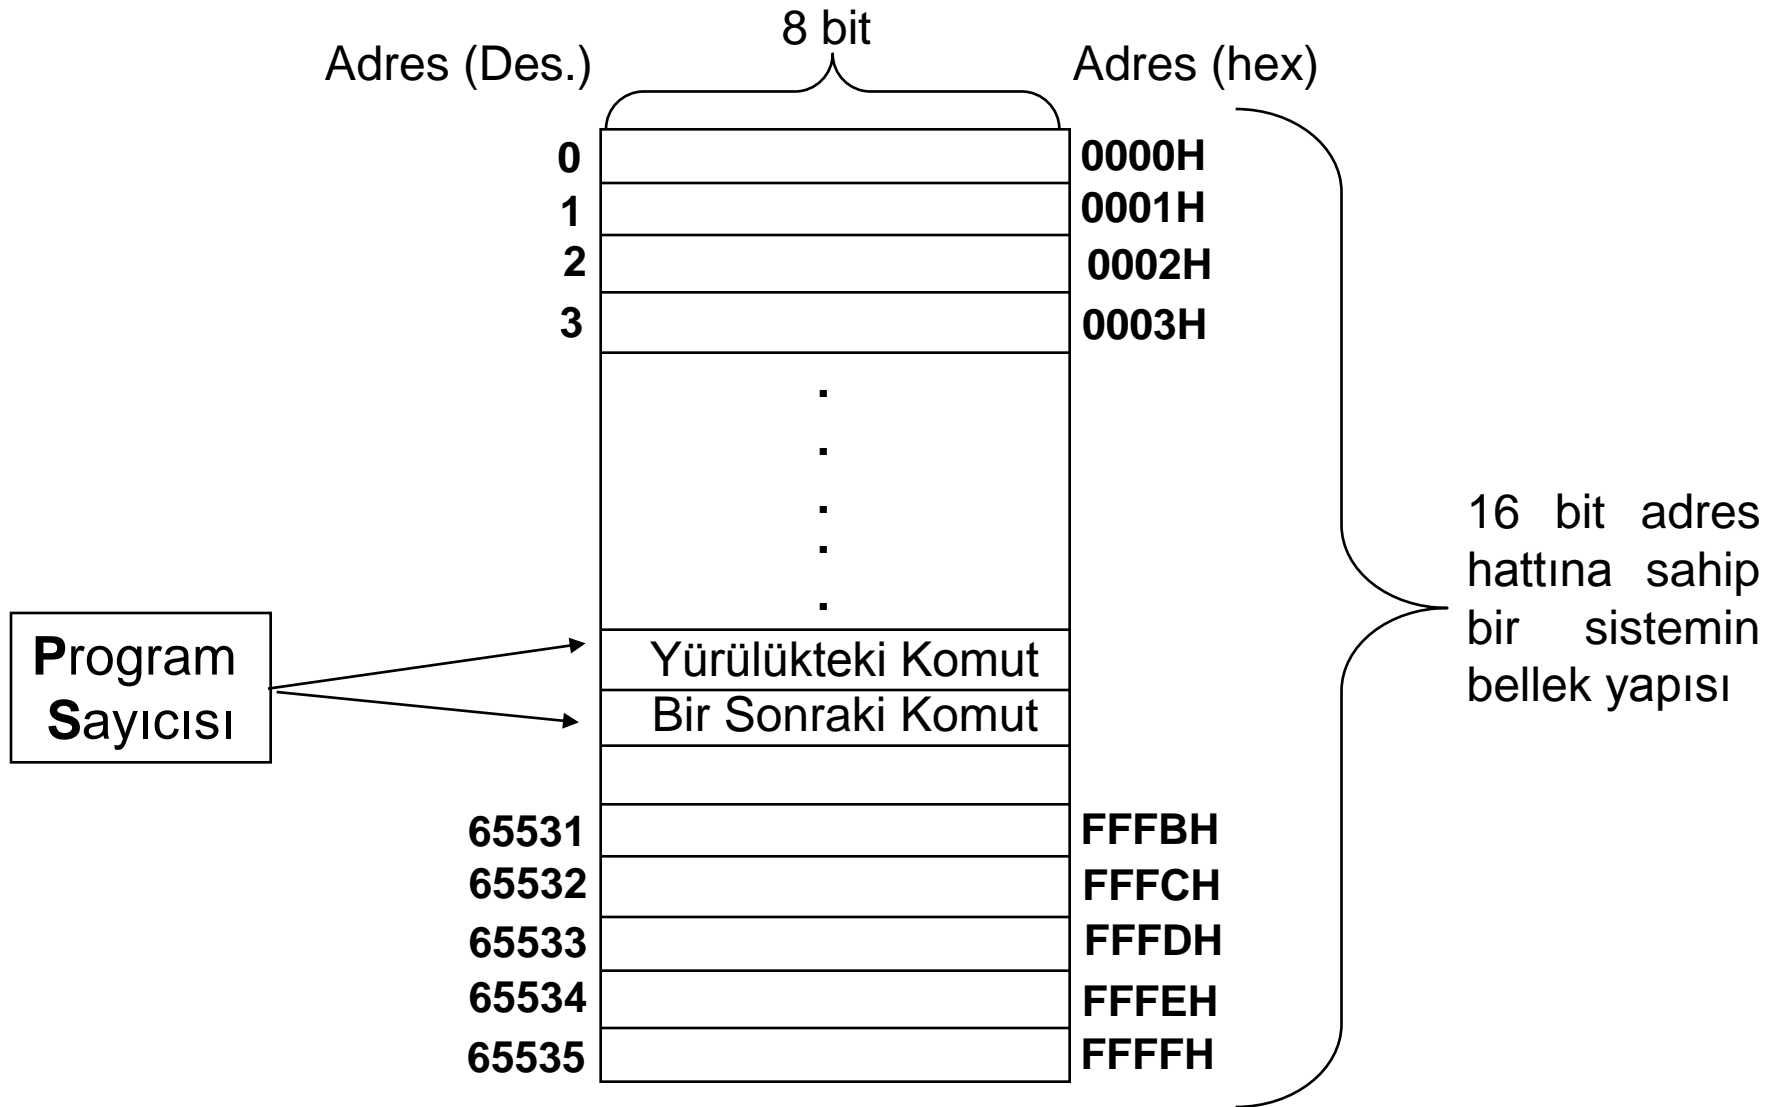 8 bit
Adres (Des.)
Adres (hex)
0
0000H
1
0001H
2
0002H
3
0003H
.
.
.
.
.
16 bit adres
hattına sahip
bir sistemin
bellek yapısı
Program
Sayıcısı
Yürülükteki Komut
Bir Sonraki Komut
65531
FFFBH
65532
FFFCH
65533
FFFDH
65534
FFFEH
65535
FFFFH